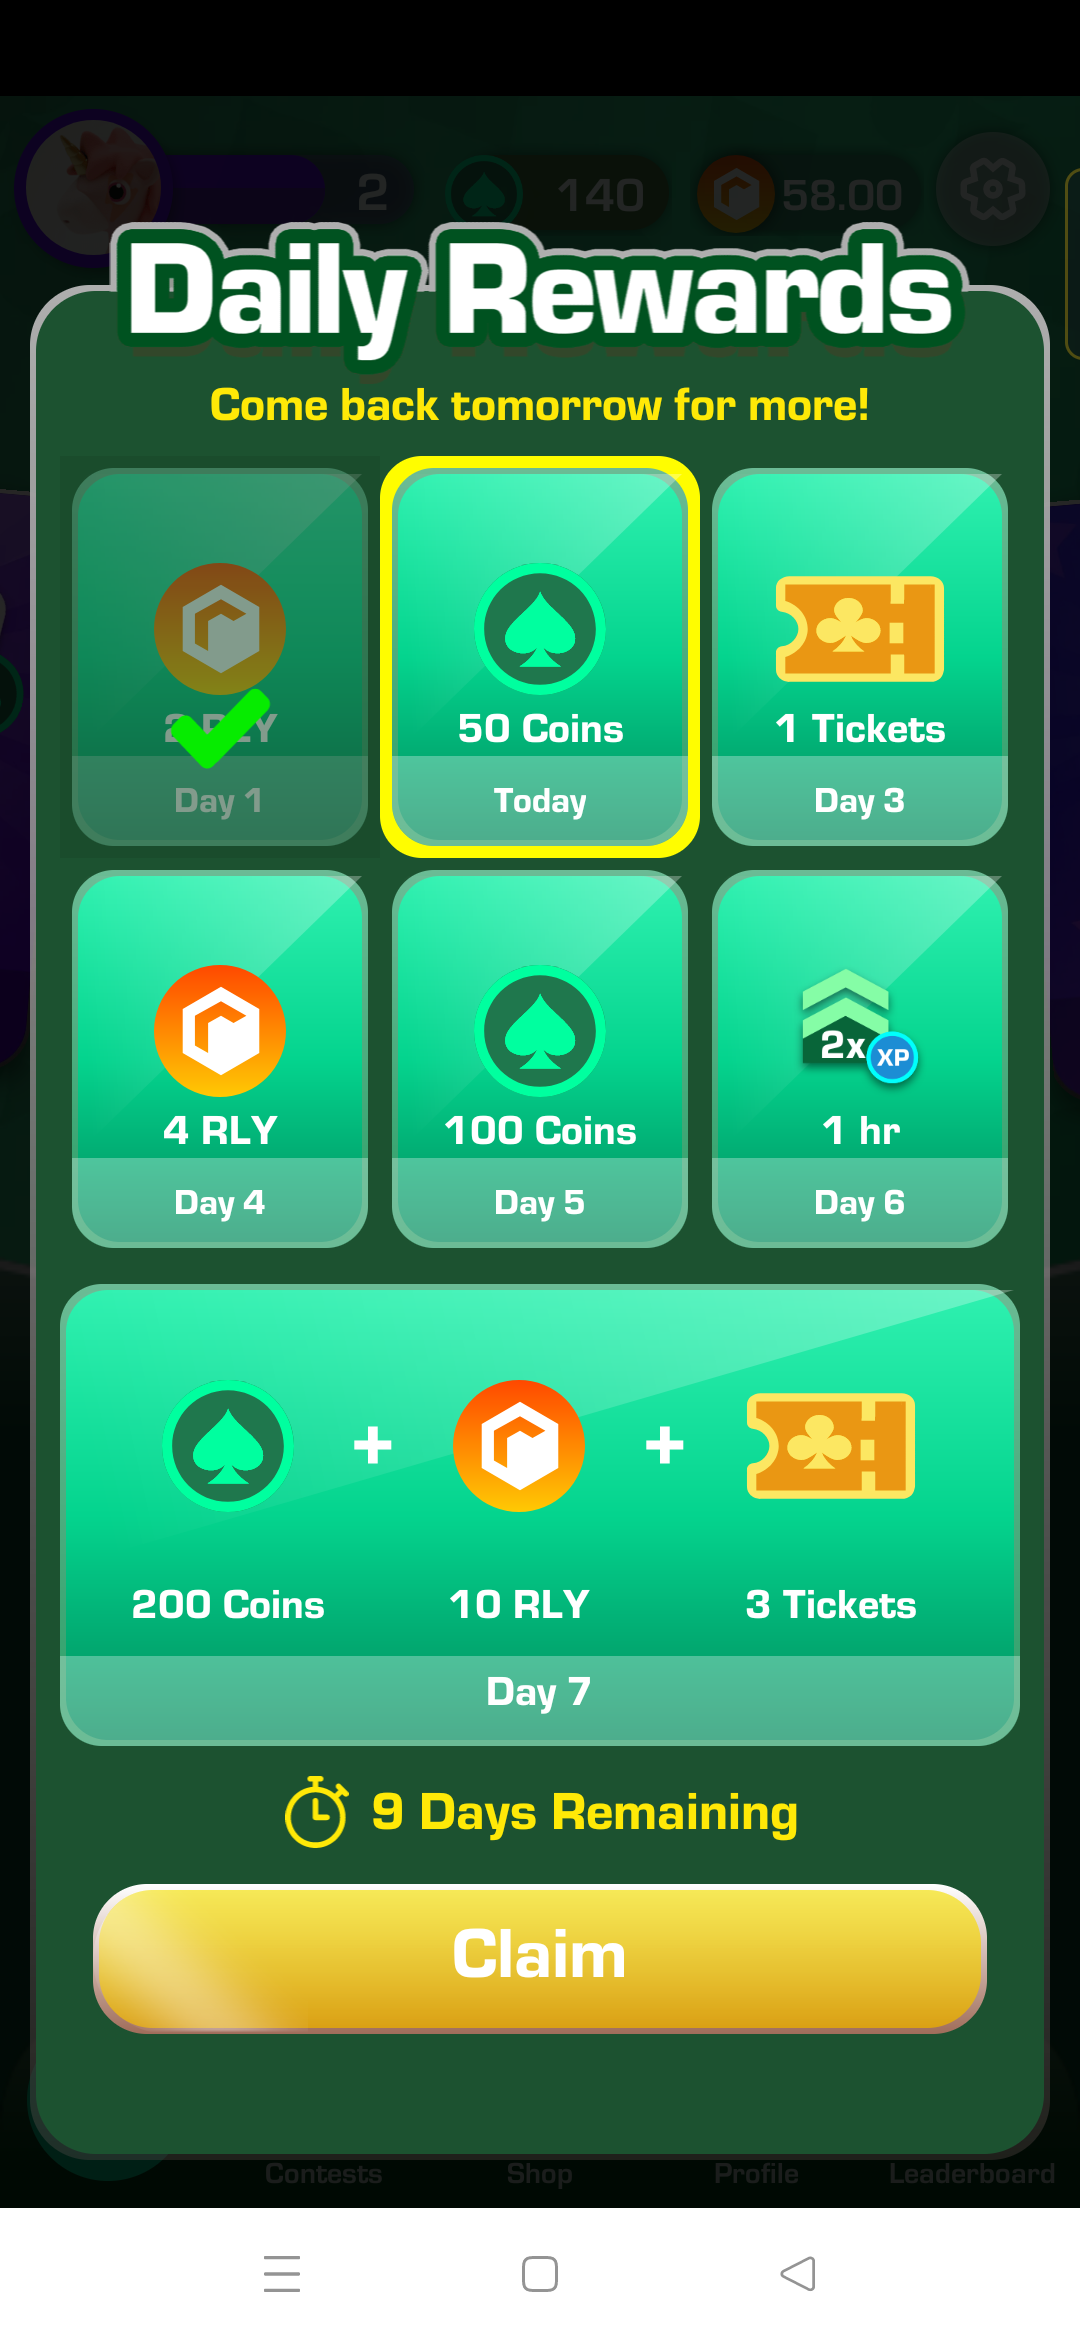 2
140
58.00
Daily Rewards
Come back tomorrow for more!
2 RLY
50 Coins
1 Tickets
Day 1
Today
Day 3
2x
XP
4 RLY
100 Coins
1 hr
Day 4
Day 5
Day 6
+
+
200 Coins
10 RLY
3 Tickets
Day 7
9 Days Remaining
Claim
Contests
Shop
Profile
Leaderboard